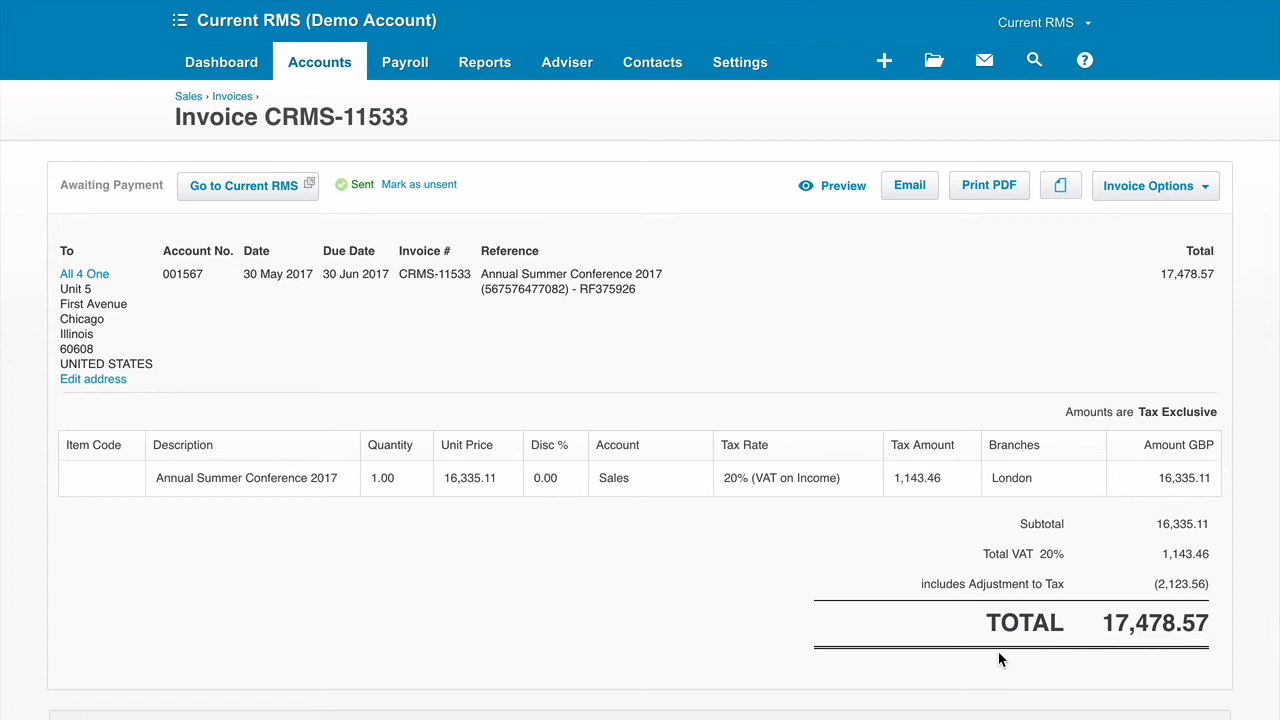 Current RMS (Demo Account)
Current RMS
Dashboard Accounts Payroll Reports Adviser Contacts Settings
Sales › Invoices ›
Invoice CRMS-11533
Awaiting Payment Go to Current RMS Sent Mark as unsent Preview Email Print PDF Invoice Options
To Account No. Date Due Date Invoice # Reference Total
All 4 One 001567 30 May 2017 30 Jun 2017 CRMS-11533 Annual Summer Conference 2017 17,478.57
Unit 5 (567576477082) - RF375926
First Avenue
Chicago
Illinois
60608
UNITED STATES
Edit address
Amounts are Tax Exclusive
Item Code Description Quantity Unit Price Disc % Account Tax Rate Tax Amount Branches Amount GBP
Annual Summer Conference 2017 1.00 16,335.11 0.00 Sales 20% (VAT on Income) 1,143.46 London 16,335.11
Subtotal 16,335.11
Total VAT 20% 1,143.46
includes Adjustment to Tax (2,123.56)
TOTAL 17,478.57